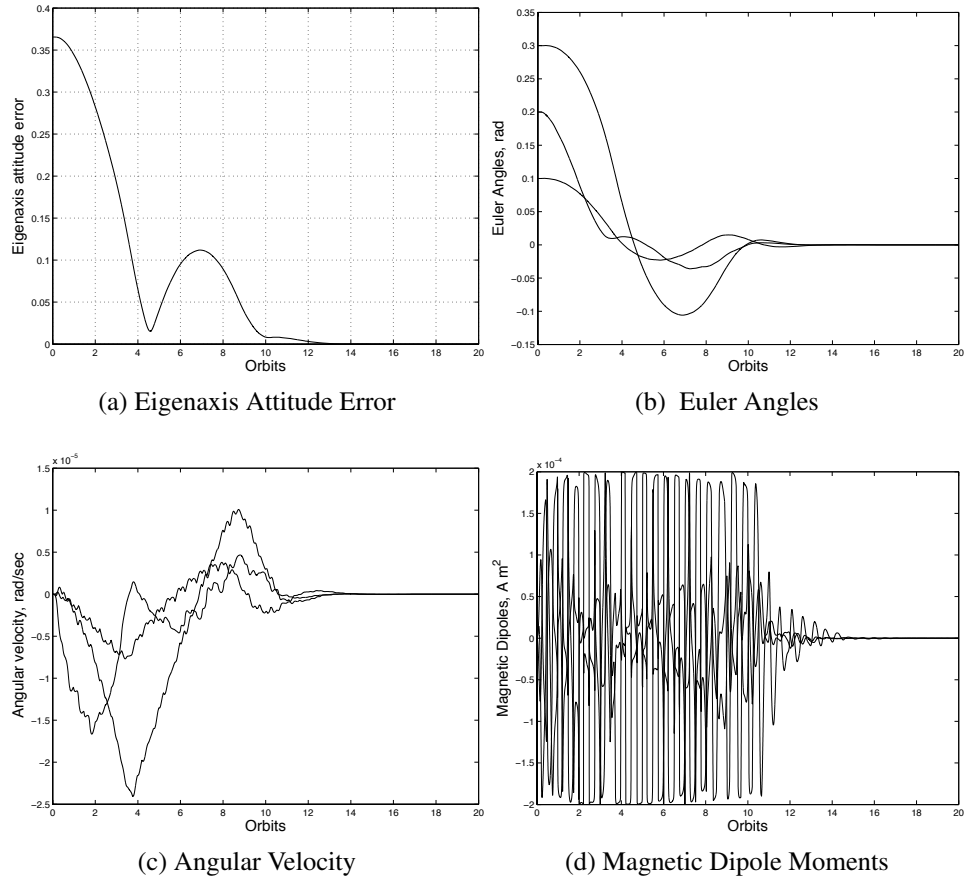 0.4
0.35
0.3
0.25
0.2
0.15
0.1
0.05
0
Eigenaxis attitude error
0 2 4 6 8 10 12 14 16 18 20
Orbits
(a) Eigenaxis Attitude Error
0.35
0.3
0.25
0.2
0.15
0.1
0.05
0
−0.05
−0.1
−0.15
Euler Angles, rad
0 2 4 6 8 10 12 14 16 18 20
Orbits
(b) Euler Angles
x 10⁻⁵
1.5
1
0.5
0
−0.5
−1
−1.5
−2
−2.5
Angular velocity, rad/sec
0 2 4 6 8 10 12 14 16 18 20
Orbits
(c) Angular Velocity
x 10⁻⁴
2
1.5
1
0.5
0
−0.5
−1
−1.5
−2
Magnetic Dipoles, A m²
0 2 4 6 8 10 12 14 16 18 20
Orbits
(d) Magnetic Dipole Moments